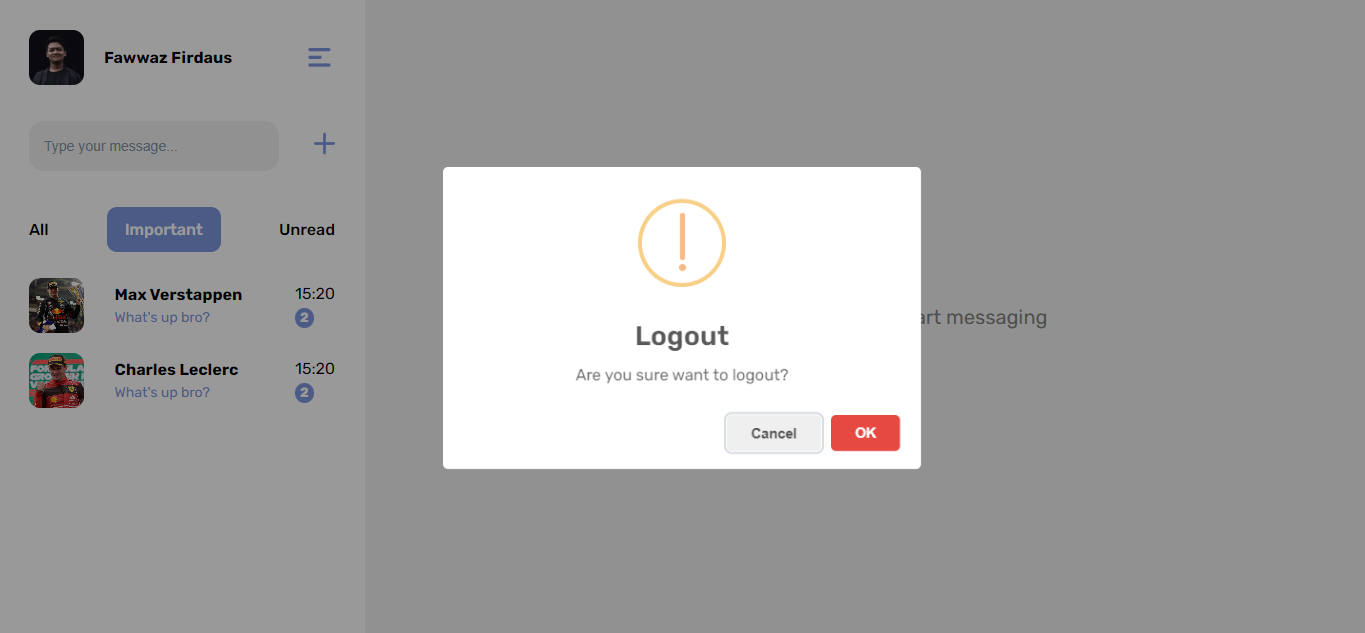 Fawwaz Firdaus
Type your message...
All
Important
Unread
Max Verstappen
15:20
What's up bro?
2
Charles Leclerc
15:20
What's up bro?
2
messaging
Logout
Are you sure want to logout?
Cancel
OK